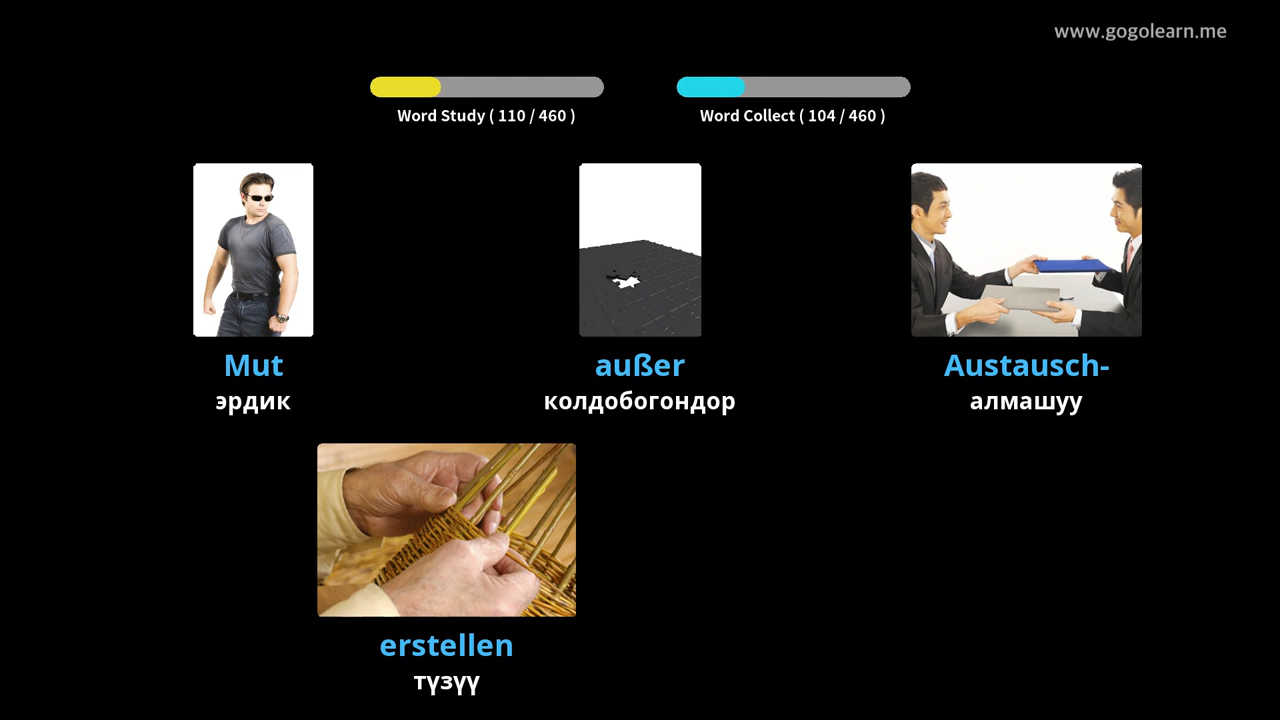 www.gogolearn.me
Word Study ( 110 / 460 )
Word Collect ( 104 / 460 )
Mut
эрдик
außer
колдобогондор
Austausch-
алмашуу
erstellen
түзүү